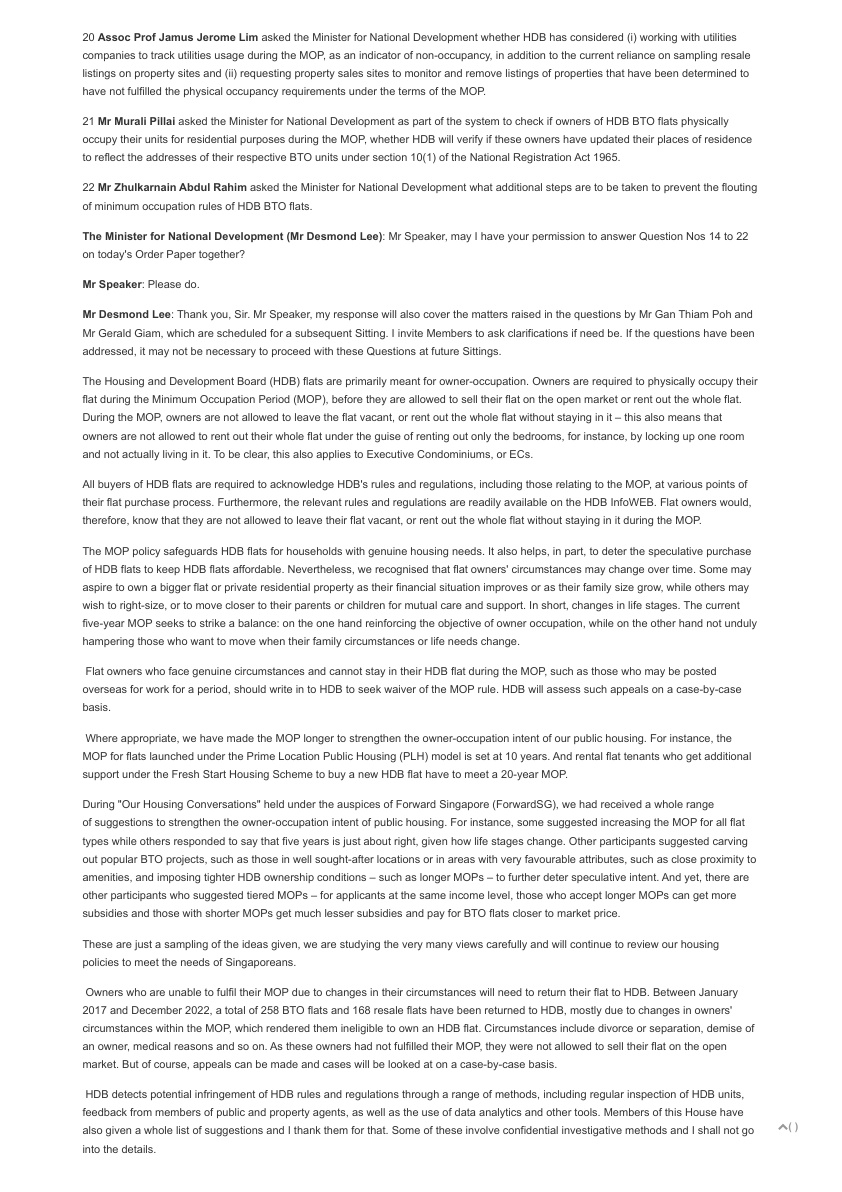 20 Assoc Prof Jamus Jerome Lim asked the Minister for National Development whether HDB has considered (i) working with utilities
companies to track utilities usage during the MOP, as an indicator of non-occupancy, in addition to the current reliance on sampling resale
listings on property sites and (ii) requesting property sales sites to monitor and remove listings of properties that have been determined to
have not fulfilled the physical occupancy requirements under the terms of the MOP.
21 Mr Murali Pillai asked the Minister for National Development as part of the system to check if owners of HDB BTO flats physically
occupy their units for residential purposes during the MOP, whether HDB will verify if these owners have updated their places of residence
to reflect the addresses of their respective BTO units under section 10(1) of the National Registration Act 1965.
22 Mr Zhulkarnain Abdul Rahim asked the Minister for National Development what additional steps are to be taken to prevent the flouting
of minimum occupation rules of HDB BTO flats.
The Minister for National Development (Mr Desmond Lee): Mr Speaker, may I have your permission to answer Question Nos 14 to 22
on today's Order Paper together?
Mr Speaker: Please do.
Mr Desmond Lee: Thank you, Sir. Mr Speaker, my response will also cover the matters raised in the questions by Mr Gan Thiam Poh and
Mr Gerald Giam, which are scheduled for a subsequent Sitting. I invite Members to ask clarifications if need be. If the questions have been
addressed, it may not be necessary to proceed with these Questions at future Sittings.
The Housing and Development Board (HDB) flats are primarily meant for owner-occupation. Owners are required to physically occupy their
flat during the Minimum Occupation Period (MOP), before they are allowed to sell their flat on the open market or rent out the whole flat.
During the MOP, owners are not allowed to leave the flat vacant, or rent out the whole flat without staying in it – this also means that
owners are not allowed to rent out their whole flat under the guise of renting out only the bedrooms, for instance, by locking up one room
and not actually living in it. To be clear, this also applies to Executive Condominiums, or ECs.
All buyers of HDB flats are required to acknowledge HDB's rules and regulations, including those relating to the MOP, at various points of
their flat purchase process. Furthermore, the relevant rules and regulations are readily available on the HDB InfoWEB. Flat owners would,
therefore, know that they are not allowed to leave their flat vacant, or rent out the whole flat without staying in it during the MOP.
The MOP policy safeguards HDB flats for households with genuine housing needs. It also helps, in part, to deter the speculative purchase
of HDB flats to keep HDB flats affordable. Nevertheless, we recognised that flat owners' circumstances may change over time. Some may
aspire to own a bigger flat or private residential property as their financial situation improves or as their family size grow, while others may
wish to right-size, or to move closer to their parents or children for mutual care and support. In short, changes in life stages. The current
five-year MOP seeks to strike a balance: on the one hand reinforcing the objective of owner occupation, while on the other hand not unduly
hampering those who want to move when their family circumstances or life needs change.
Flat owners who face genuine circumstances and cannot stay in their HDB flat during the MOP, such as those who may be posted
overseas for work for a period, should write in to HDB to seek waiver of the MOP rule. HDB will assess such appeals on a case-by-case
basis.
Where appropriate, we have made the MOP longer to strengthen the owner-occupation intent of our public housing. For instance, the
MOP for flats launched under the Prime Location Public Housing (PLH) model is set at 10 years. And rental flat tenants who get additional
support under the Fresh Start Housing Scheme to buy a new HDB flat have to meet a 20-year MOP.
During "Our Housing Conversations" held under the auspices of Forward Singapore (ForwardSG), we had received a whole range
of suggestions to strengthen the owner-occupation intent of public housing. For instance, some suggested increasing the MOP for all flat
types while others responded to say that five years is just about right, given how life stages change. Other participants suggested carving
out popular BTO projects, such as those in well sought-after locations or in areas with very favourable attributes, such as close proximity to
amenities, and imposing tighter HDB ownership conditions – such as longer MOPs – to further deter speculative intent. And yet, there are
other participants who suggested tiered MOPs – for applicants at the same income level, those who accept longer MOPs can get more
subsidies and those with shorter MOPs get much lesser subsidies and pay for BTO flats closer to market price.
These are just a sampling of the ideas given, we are studying the very many views carefully and will continue to review our housing
policies to meet the needs of Singaporeans.
Owners who are unable to fulfil their MOP due to changes in their circumstances will need to return their flat to HDB. Between January
2017 and December 2022, a total of 258 BTO flats and 168 resale flats have been returned to HDB, mostly due to changes in owners'
circumstances within the MOP, which rendered them ineligible to own an HDB flat. Circumstances include divorce or separation, demise of
an owner, medical reasons and so on. As these owners had not fulfilled their MOP, they were not allowed to sell their flat on the open
market. But of course, appeals can be made and cases will be looked at on a case-by-case basis.
HDB detects potential infringement of HDB rules and regulations through a range of methods, including regular inspection of HDB units,
feedback from members of public and property agents, as well as the use of data analytics and other tools. Members of this House have
also given a whole list of suggestions and I thank them for that. Some of these involve confidential investigative methods and I shall not go
into the details.
( )